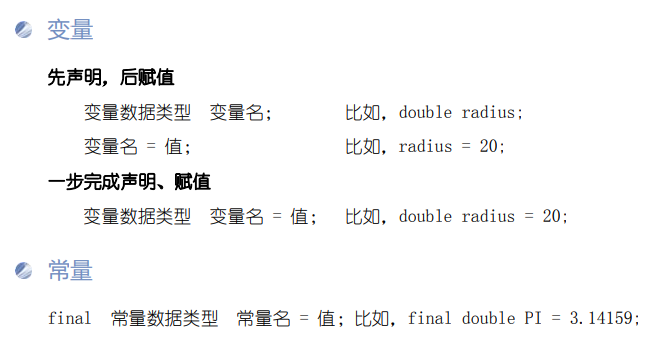 变量
先声明，后赋值
变量数据类型 变量名； 比如，double radius;
变量名 = 值； 比如，radius = 20;
一步完成声明、赋值
变量数据类型 变量名 = 值； 比如，double radius = 20;
常量
final 常量数据类型 常量名 = 值；比如，final double PI = 3.14159;